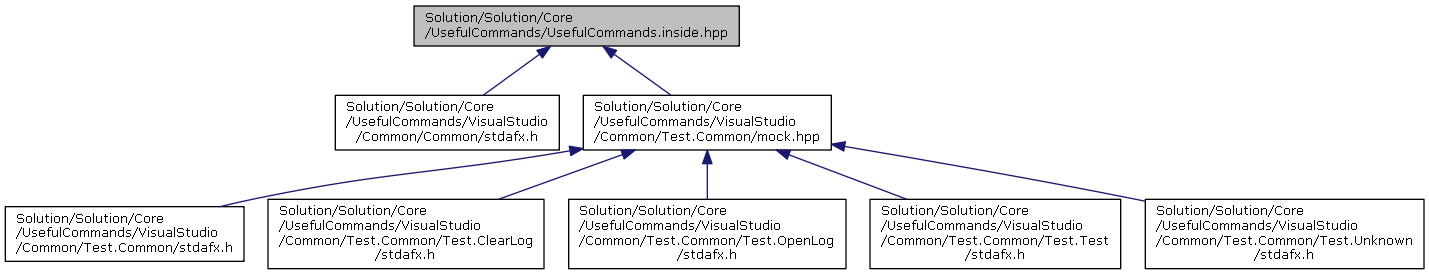 Solution/Solution/Core
/UsefulCommands/UsefulCommands.inside.hpp
Solution/Solution/Core
/UsefulCommands/VisualStudio
/Common/Common/stdafx.h
Solution/Solution/Core
/UsefulCommands/VisualStudio
/Common/Test.Common/mock.hpp
Solution/Solution/Core
/UsefulCommands/VisualStudio
/Common/Test.Common/stdafx.h
Solution/Solution/Core
/UsefulCommands/VisualStudio
/Common/Test.Common/Test.ClearLog
/stdafx.h
Solution/Solution/Core
/UsefulCommands/VisualStudio
/Common/Test.Common/Test.OpenLog
/stdafx.h
Solution/Solution/Core
/UsefulCommands/VisualStudio
/Common/Test.Common/Test.Test
/stdafx.h
Solution/Solution/Core
/UsefulCommands/VisualStudio
/Common/Test.Common/Test.Unknown
/stdafx.h